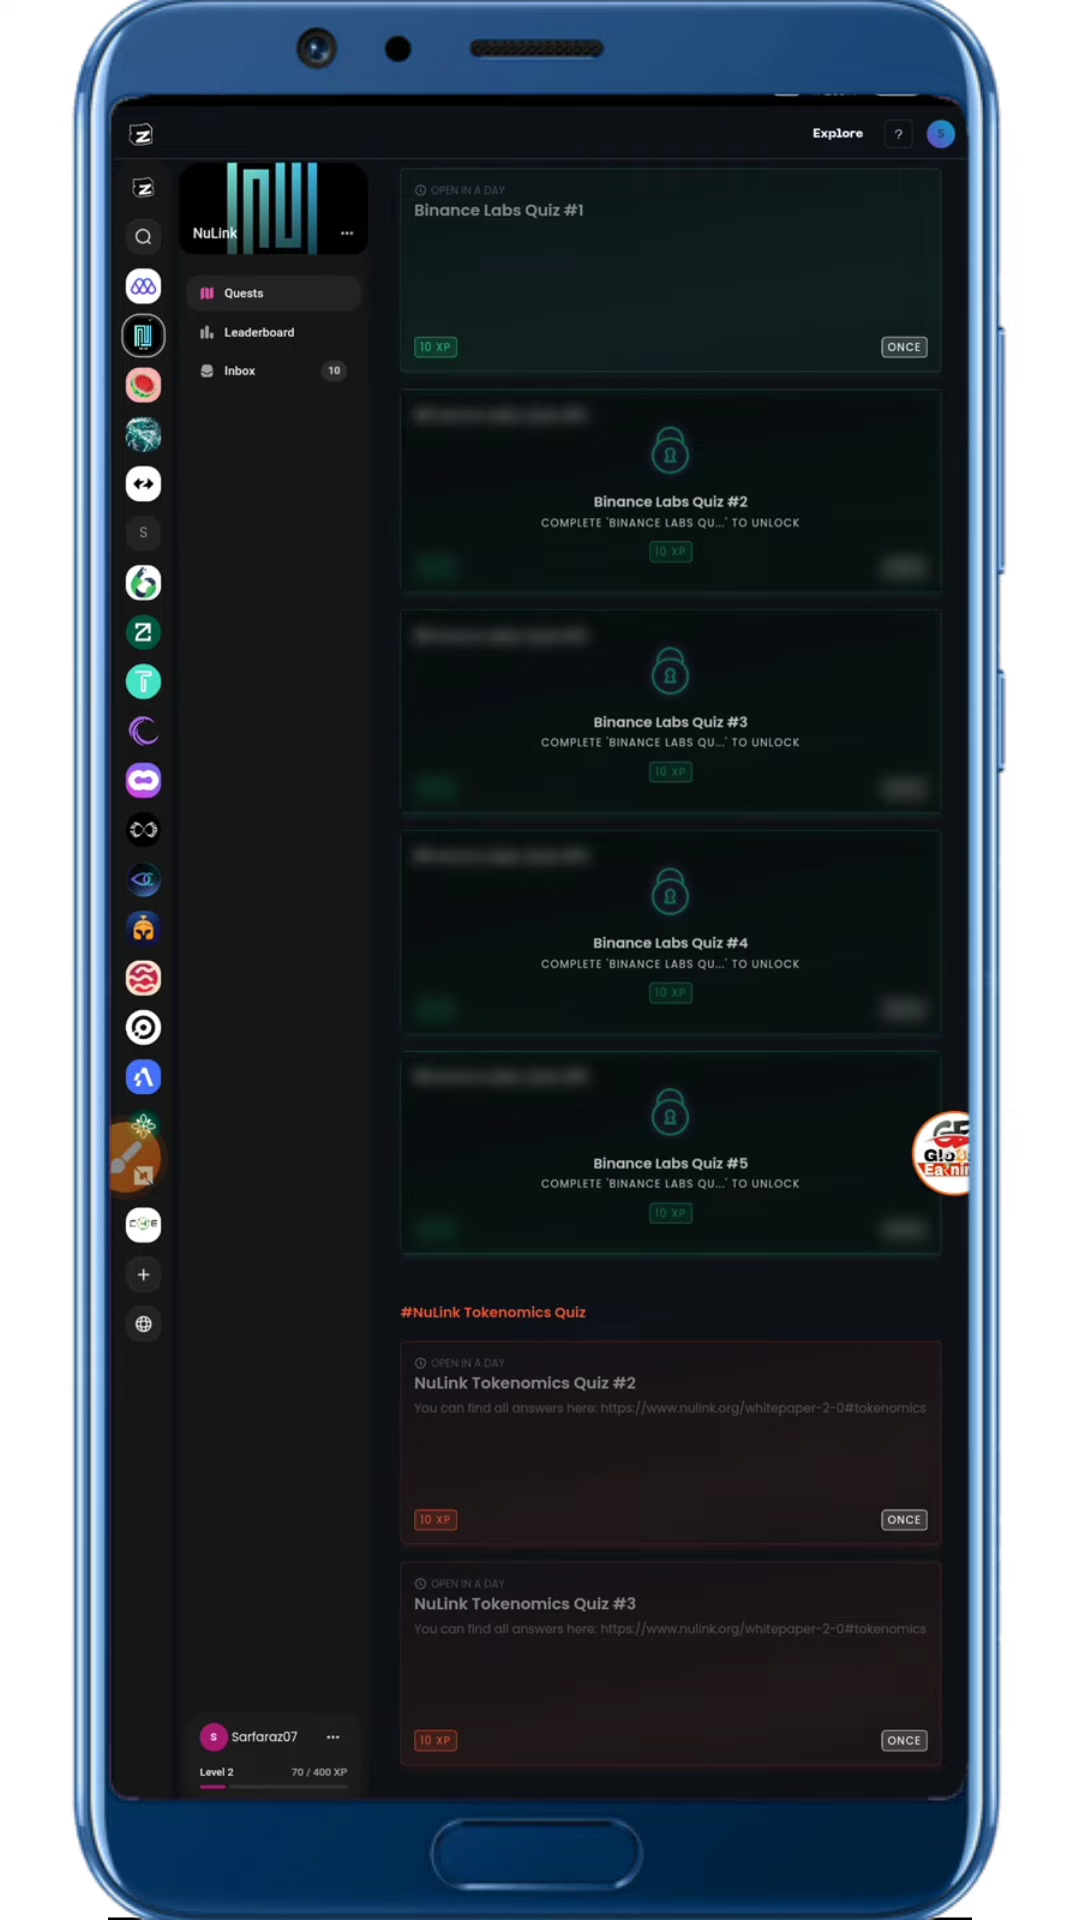 Explore
?
S
NuLink
Quests
Leaderboard
Inbox
10
S
OPEN IN A DAY
Binance Labs Quiz #1
10 XP
ONCE
Binance Labs Quiz #2
COMPLETE 'BINANCE LABS QU...' TO UNLOCK
10 XP
Binance Labs Quiz #3
COMPLETE 'BINANCE LABS QU...' TO UNLOCK
10 XP
Binance Labs Quiz #4
COMPLETE 'BINANCE LABS QU...' TO UNLOCK
10 XP
Binance Labs Quiz #5
COMPLETE 'BINANCE LABS QU...' TO UNLOCK
10 XP
#NuLink Tokenomics Quiz
OPEN IN A DAY
NuLink Tokenomics Quiz #2
You can find all answers here: https://www.nulink.org/whitepaper-2-0#tokenomics
10 XP
ONCE
OPEN IN A DAY
NuLink Tokenomics Quiz #3
You can find all answers here: https://www.nulink.org/whitepaper-2-0#tokenomics
10 XP
ONCE
S
Sarfaraz07
Level 2
70 / 400 XP